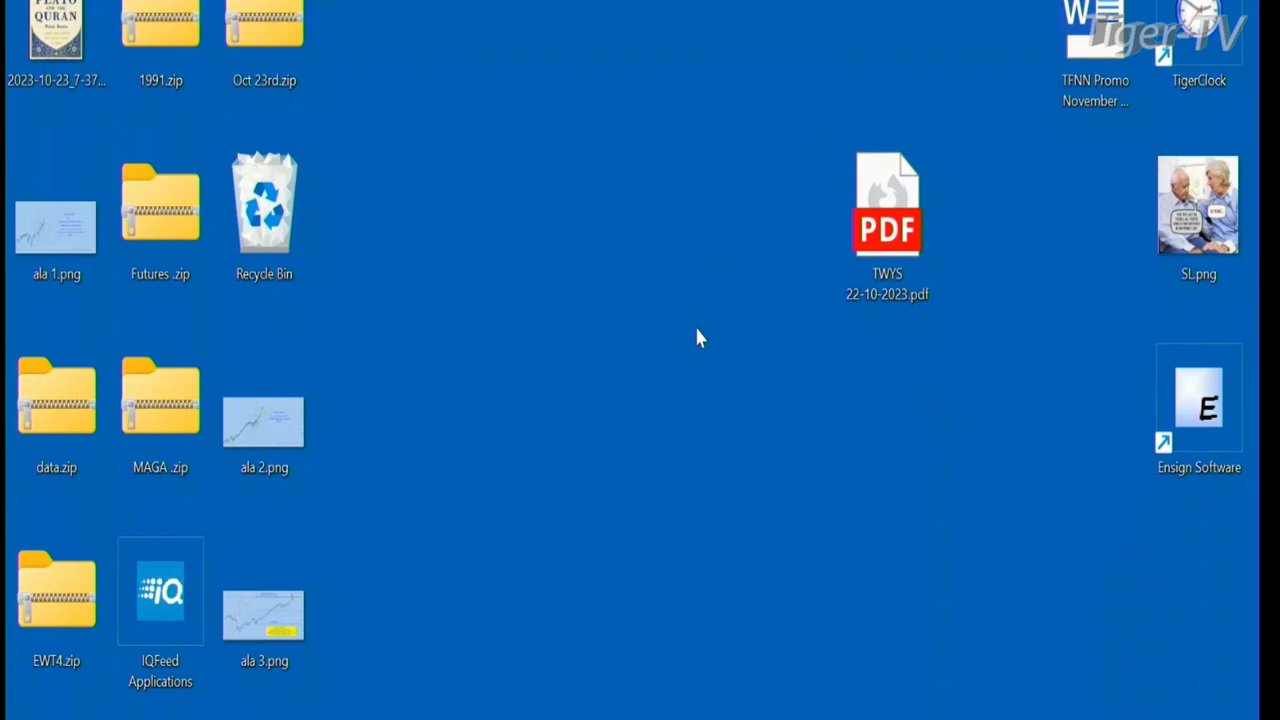 PLATO
AND THE
QURAN
2023-10-23_7-37...
1991.zip
Oct 23rd.zip
W
Tiger-TV
TFNN Promo
November ...
TigerClock
ala 1.png
Futures .zip
Recycle Bin
PDF
TWYS
22-10-2023.pdf
SL.png
data.zip
MAGA .zip
ala 2.png
E
Ensign Software
EWT4.zip
iQ
IQFeed
Applications
ala 3.png